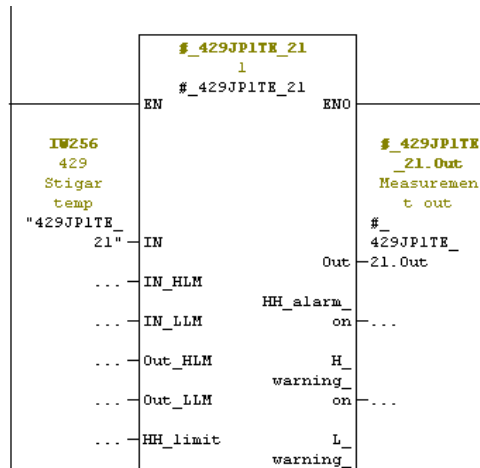 #_429JP1TE_21
1
#_429JP1TE_21
EN ENO
IW256
429
Stigar
temp
"429JP1TE_
21" IN
#_429JP1TE
_21.Out
Measuremen
t out
#_
429JP1TE_
Out 21.Out
... IN_HLM
HH_alarm_
on ...
... IN_LLM
... Out_HLM
H_
warning_
on ...
... Out_LLM
... HH_limit
L_
warning_